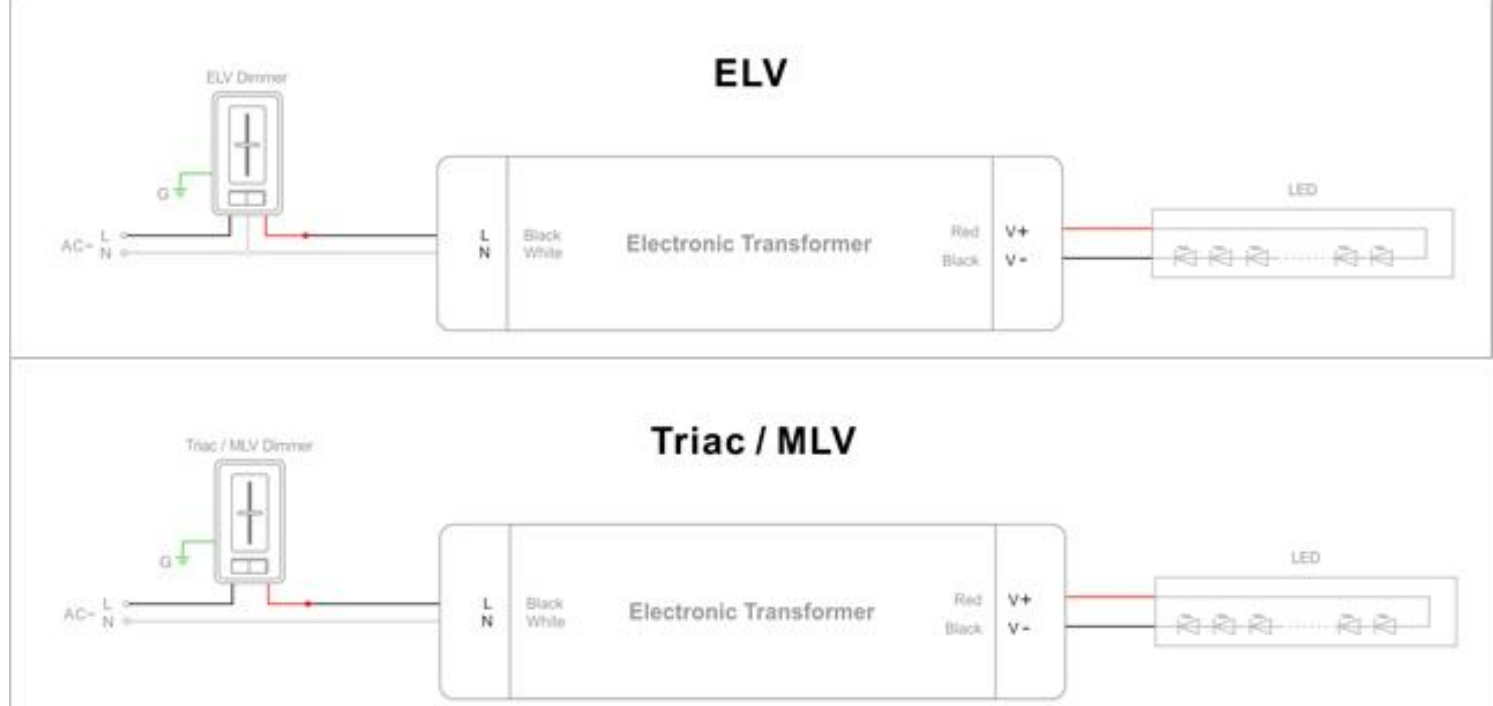 ELV
ELV Dimmer
G
AC~ L
N
L Black
N White
Electronic Transformer
Red V+
Black V-
LED
Triac / MLV
Triac / MLV Dimmer
G
AC~ L
N
L Black
N White
Electronic Transformer
Red V+
Black V-
LED